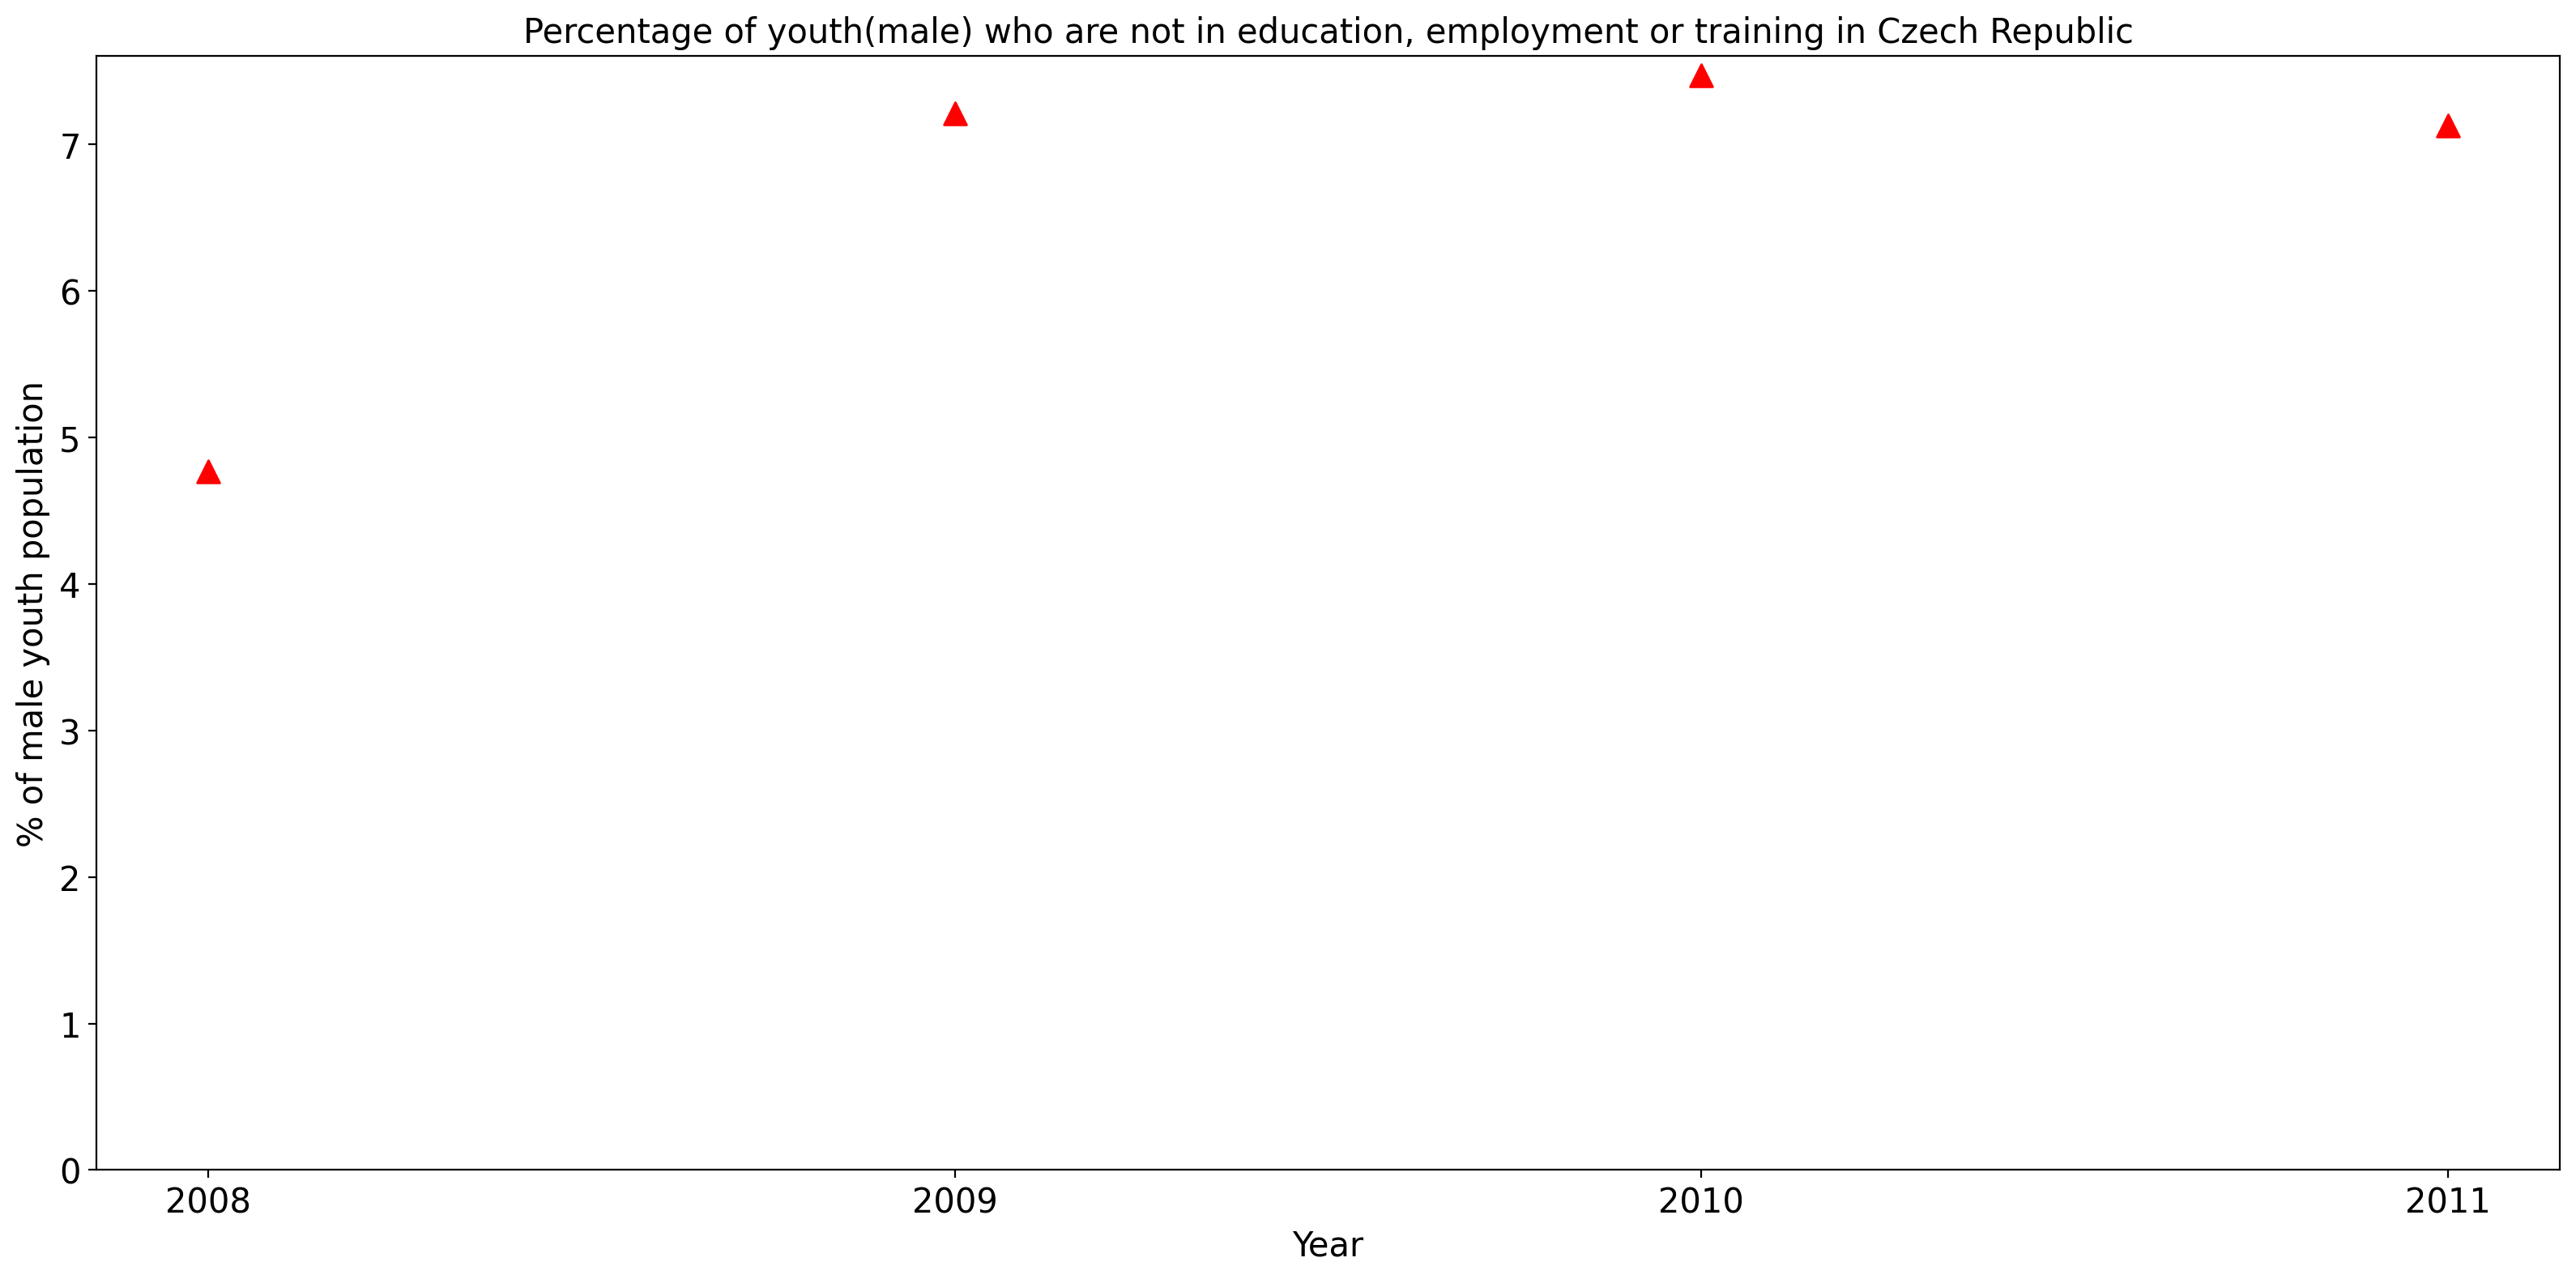 Percentage of youth(male) who are not in education, employment or training in Czech Republic
% of male youth population
7
6
5
4
3
2
1
0
2008 2009 2010 2011
Year